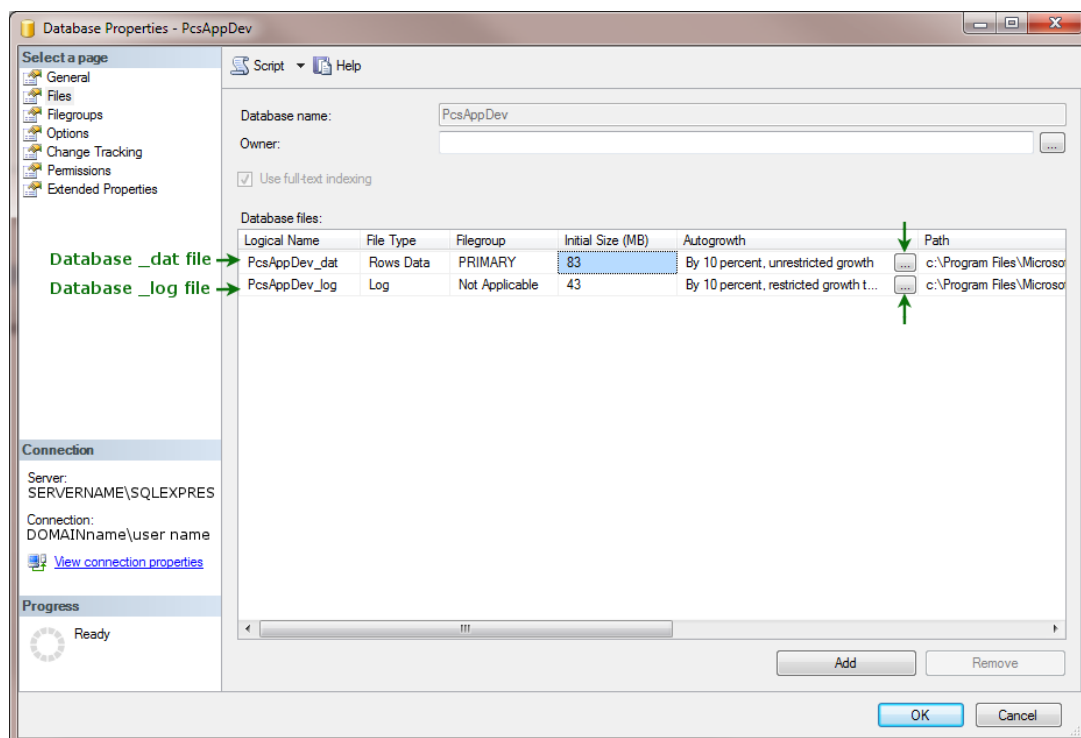 Database Properties - PcsAppDev
Select a page
General
Files
Filegroups
Options
Change Tracking
Permissions
Extended Properties
Script Help
Database name: PcsAppDev
Owner:
...
Use full-text indexing
Database files:
Logical Name File Type Filegroup Initial Size (MB) Autogrowth Path
Database _dat file PcsAppDev_dat Rows Data PRIMARY 83 By 10 percent, unrestricted growth ... c:\Program Files\Microsof
Database _log file PcsAppDev_log Log Not Applicable 43 By 10 percent, restricted growth t... ... c:\Program Files\Microsof
Connection
Server:
SERVERNAME\SQLEXPRES
Connection:
DOMAINname\user name
View connection properties
Progress
Ready
Add Remove
OK Cancel